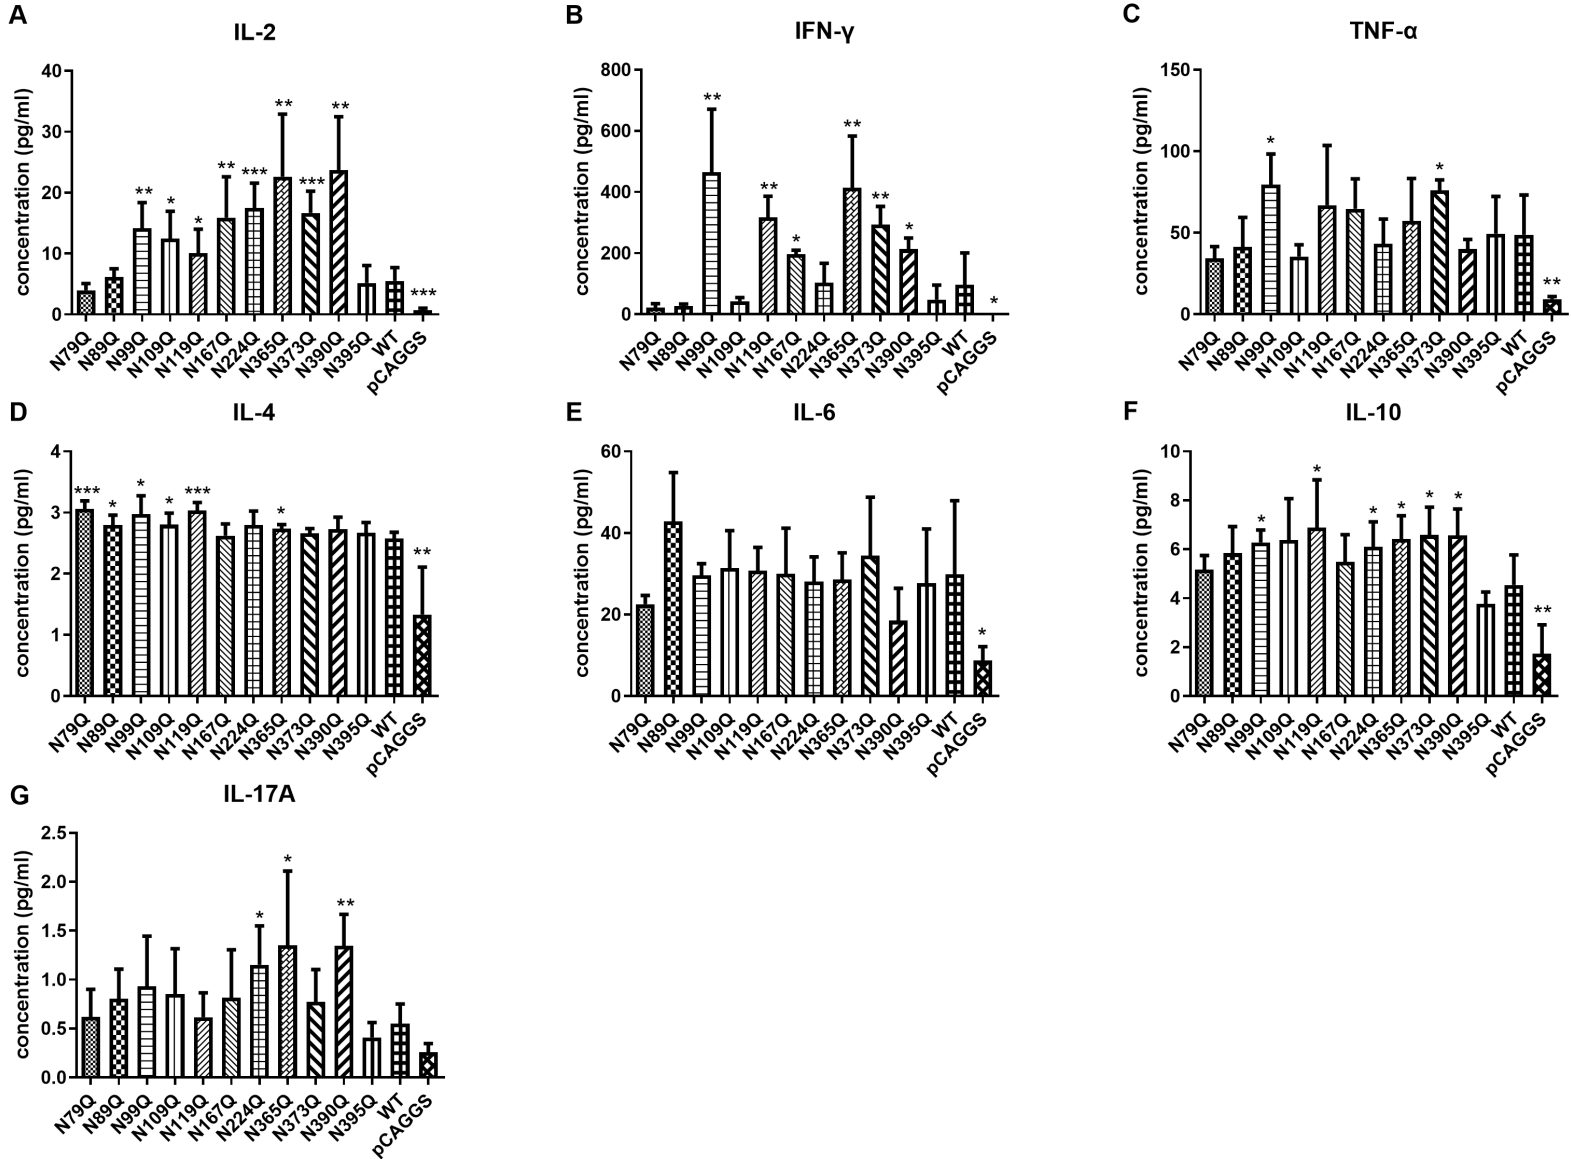 A
IL-2
concentration (pg/ml)
40
30
20
10
0
** * * ** *** ** *** ** ***
N79Q N89Q N99Q N109Q N119Q N167Q N224Q N365Q N373Q N390Q N395Q WT pCAGGS
B
IFN-γ
concentration (pg/ml)
800
600
400
200
0
** ** * ** ** * *
N79Q N89Q N99Q N109Q N119Q N167Q N224Q N365Q N373Q N390Q N395Q WT pCAGGS
C
TNF-α
concentration (pg/ml)
150
100
50
0
* * **
N79Q N89Q N99Q N109Q N119Q N167Q N224Q N365Q N373Q N390Q N395Q WT pCAGGS
D
IL-4
concentration (pg/ml)
4
3
2
1
0
*** * * * *** * **
N79Q N89Q N99Q N109Q N119Q N167Q N224Q N365Q N373Q N390Q N395Q WT pCAGGS
E
IL-6
concentration (pg/ml)
60
40
20
0
*
N79Q N89Q N99Q N109Q N119Q N167Q N224Q N365Q N373Q N390Q N395Q WT pCAGGS
F
IL-10
concentration (pg/ml)
10
8
6
4
2
0
* * * * * * **
N79Q N89Q N99Q N109Q N119Q N167Q N224Q N365Q N373Q N390Q N395Q WT pCAGGS
G
IL-17A
concentration (pg/ml)
2.5
2.0
1.5
1.0
0.5
0.0
* * **
N79Q N89Q N99Q N109Q N119Q N167Q N224Q N365Q N373Q N390Q N395Q WT pCAGGS